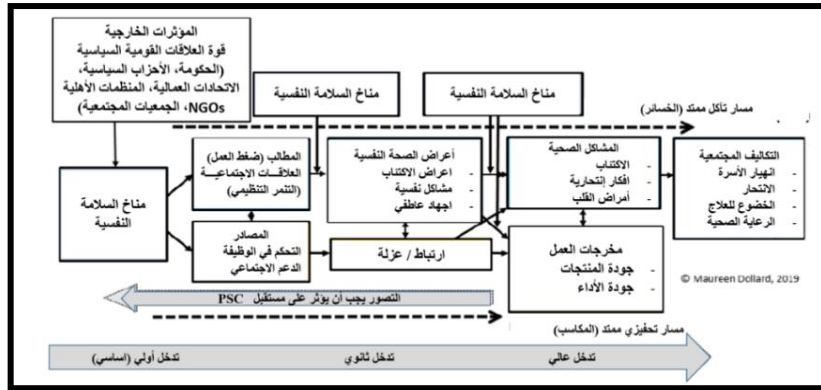 المؤثرات الخارجية
قوة العلاقات القومية السياسية
(الحكومة، الأحزاب السياسية،
الاتحادات العمالية، المنظمات الأهلية
NGOs، الجمعيات المجتمعية)
مناخ السلامة النفسية
مناخ السلامة النفسية
مسار تآكل ممتد (الخسائر)
مناخ السلامة
النفسية
المطالب (ضغط العمل)
العلاقات الاجتماعية
(التنمر التنظيمي)
المصادر
التحكم في الوظيفة
الدعم الاجتماعي
أعراض الصحة النفسية
- اعراض الاكتئاب
- مشاكل نفسية
- اجهاد عاطفي
ارتباط / عزلة
المشاكل الصحية
- الاكتئاب
- افكار إنتحارية
- أمراض القلب
مخرجات العمل
- جودة المنتجات
- جودة الأداء
التكاليف المجتمعية
- انهيار الأسرة
- الانتحار
- الخضوع للعلاج
- الرعاية الصحية
© Maureen Dollard, 2019
التصور يجب أن يؤثر على مستقبل PSC
مسار تحفيزي ممتد (المكاسب)
تدخل أولي (اساسي)
تدخل ثانوي
تدخل عالي